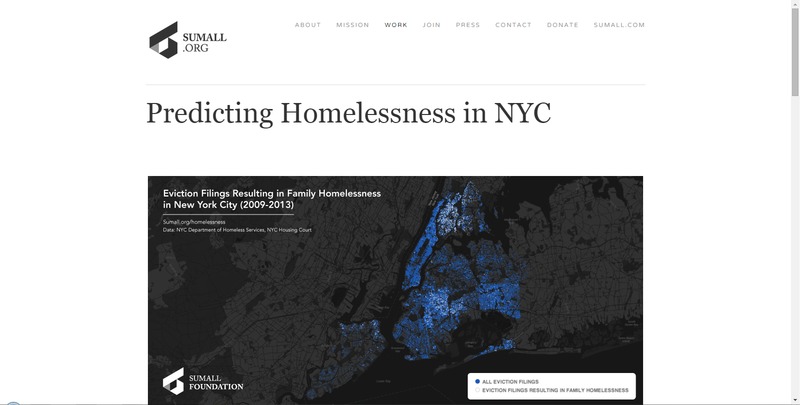 SUMALL
.ORG
ABOUT MISSION WORK JOIN PRESS CONTACT DONATE SUMALL.COM
Predicting Homelessness in NYC
Eviction Filings Resulting in Family Homelessness
in New York City (2009-2013)
Sumall.org/homelessness
Data: NYC Department of Homeless Services, NYC Housing Court
SUMALL
FOUNDATION
ALL EVICTION FILINGS
EVICTION FILINGS RESULTING IN FAMILY HOMELESSNESS